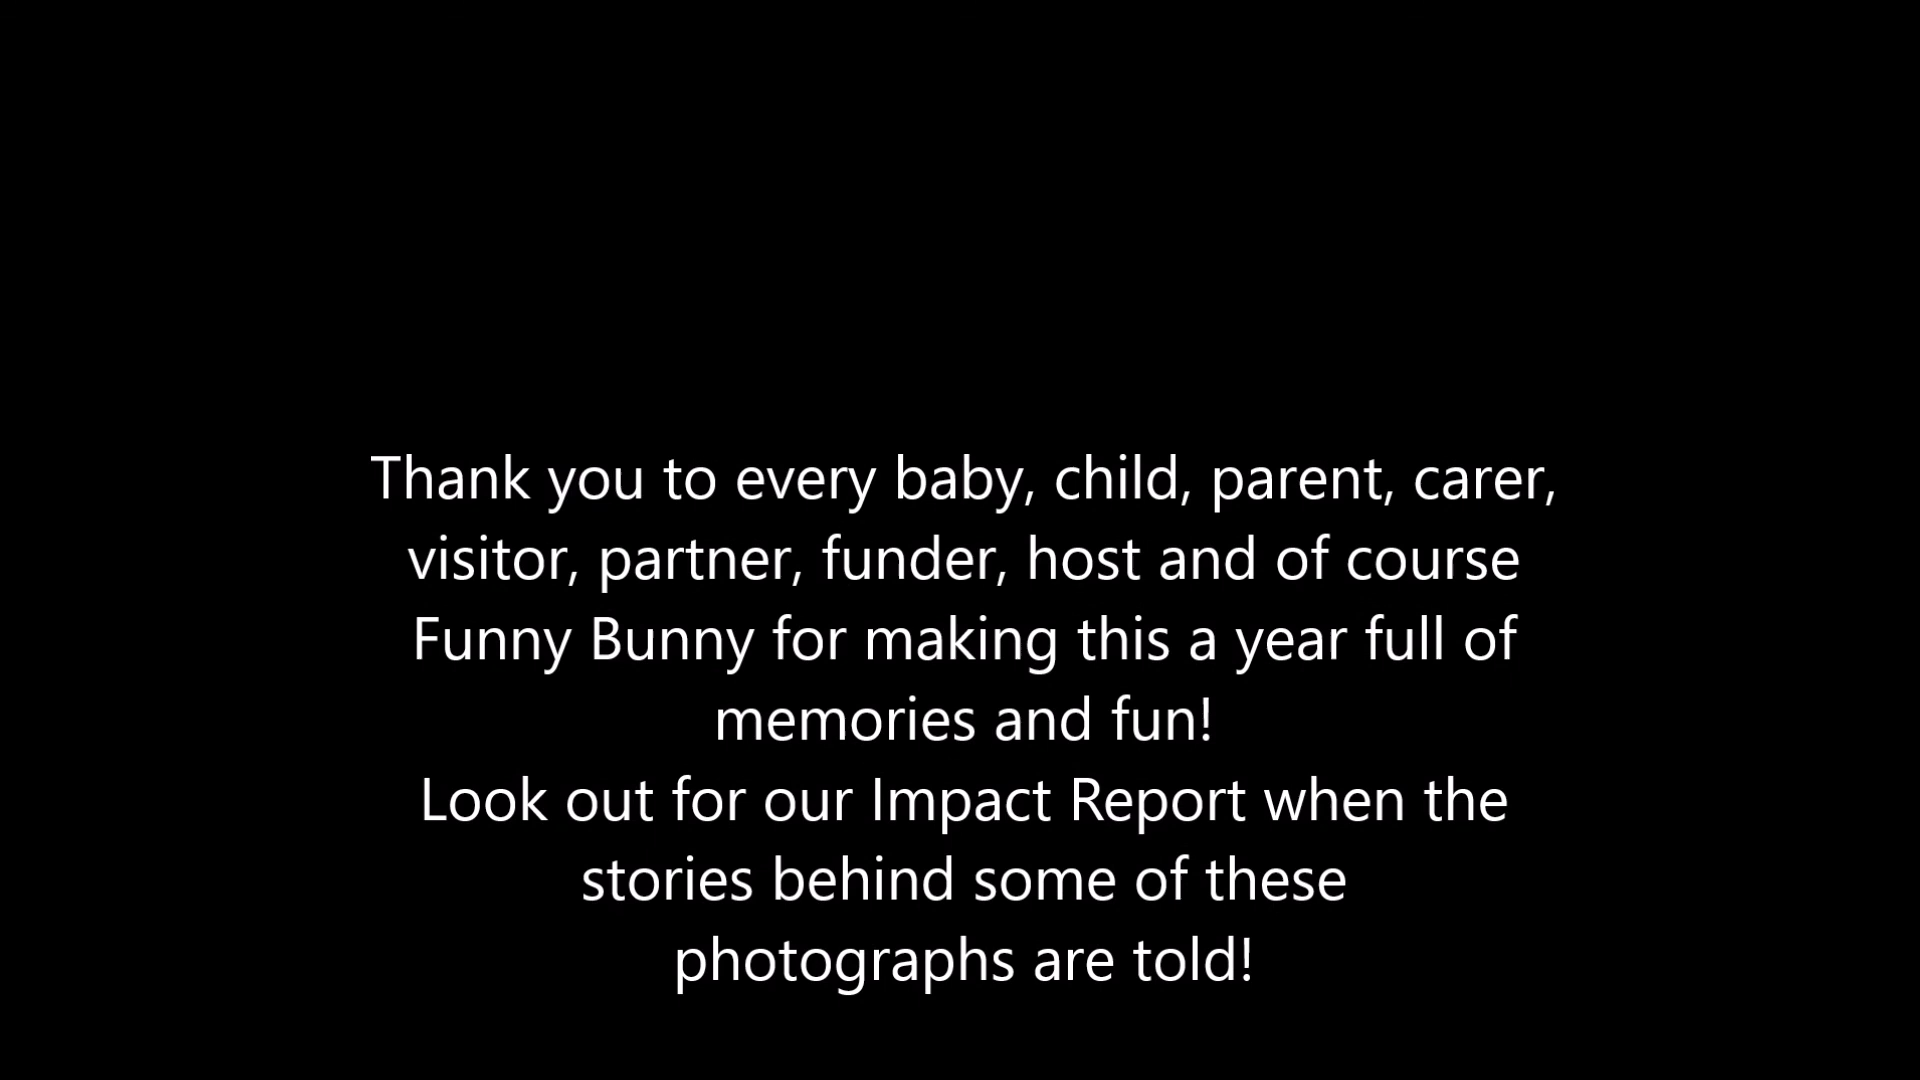 Thank you to every baby, child, parent, carer,
visitor, partner, funder, host and of course
Funny Bunny for making this a year full of
memories and fun!
Look out for our Impact Report when the
stories behind some of these
photographs are told!